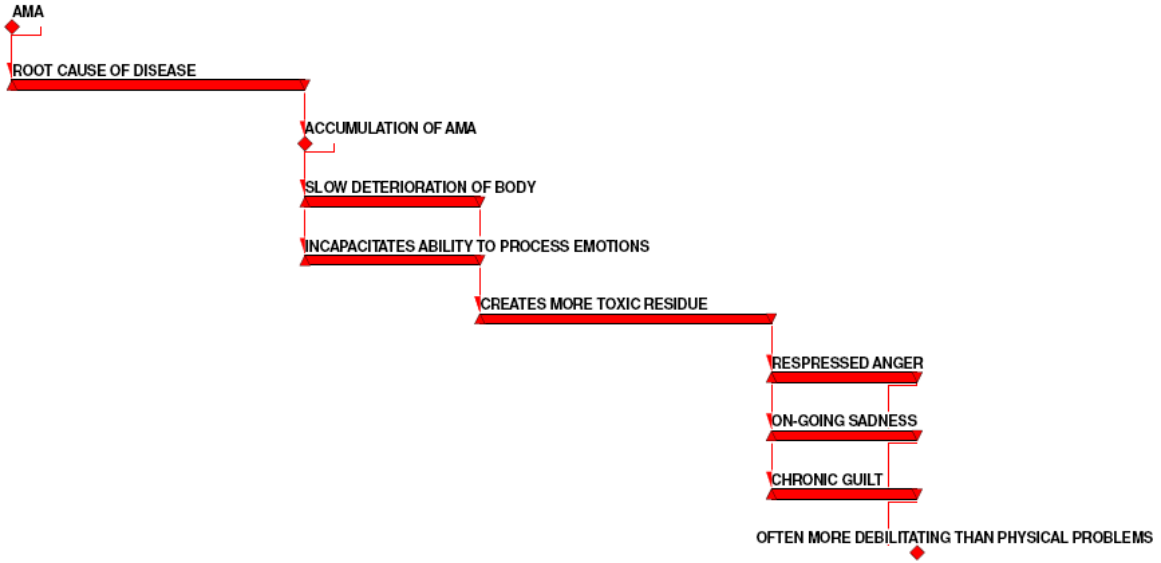 AMA
ROOT CAUSE OF DISEASE
ACCUMULATION OF AMA
SLOW DETERIORATION OF BODY
INCAPACITATES ABILITY TO PROCESS EMOTIONS
CREATES MORE TOXIC RESIDUE
RESPRESSED ANGER
ON-GOING SADNESS
CHRONIC GUILT
OFTEN MORE DEBILITATING THAN PHYSICAL PROBLEMS